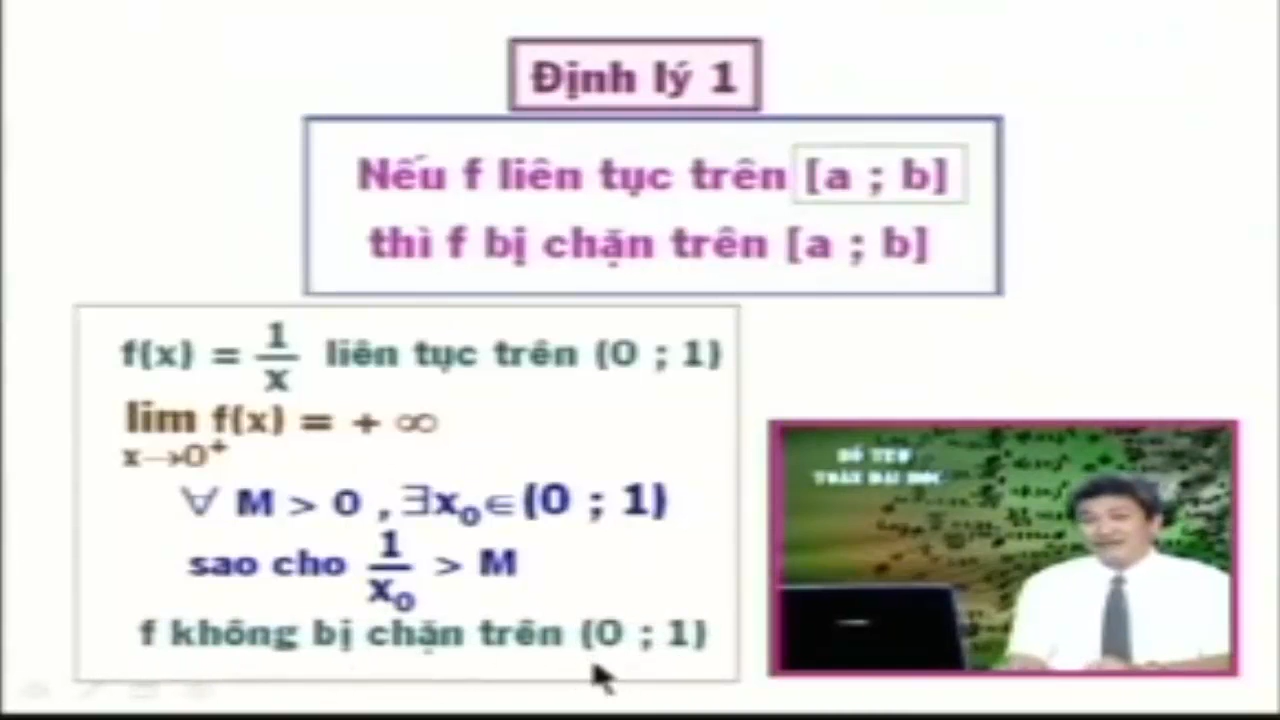 Định lý 1
Nếu f liên tục trên [a ; b]
thì f bị chặn trên [a ; b]
f(x) = 1/x liên tục trên (0 ; 1)
lim f(x) = + ∞
x→0⁺
∀ M > 0 , ∃x₀∈(0 ; 1)
sao cho 1/x₀ > M
f không bị chặn trên (0 ; 1)